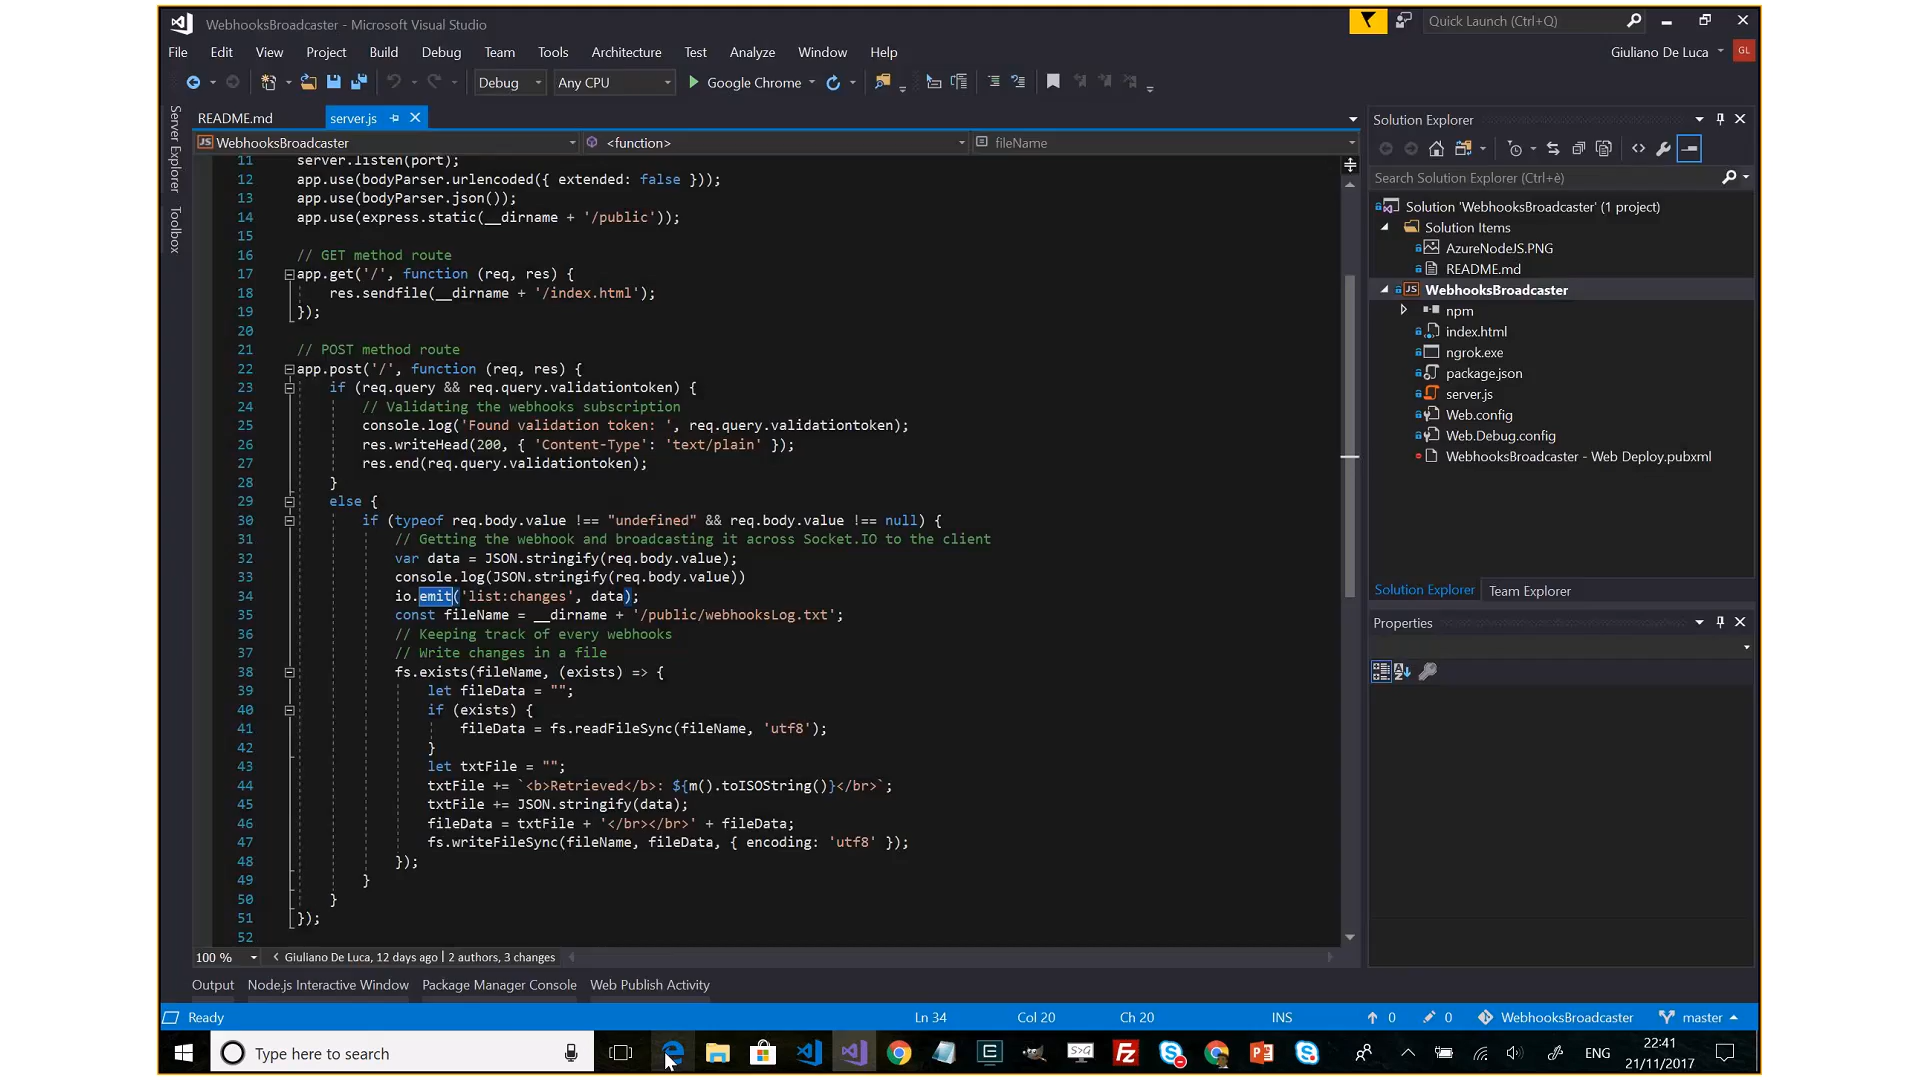 WebhooksBroadcaster - Microsoft Visual Studio
Quick Launch (Ctrl+Q)
File Edit View Project Build Debug Team Tools Architecture Test Analyze Window Help
Giuliano De Luca GL
Debug Any CPU Google Chrome
Server Explorer
Toolbox
README.md server.js
WebhooksBroadcaster <function> fileName
11 server.listen(port);
12 app.use(bodyParser.urlencoded({ extended: false }));
13 app.use(bodyParser.json());
14 app.use(express.static(__dirname + '/public'));
15
16 // GET method route
17 app.get('/', function (req, res) {
18 res.sendfile(__dirname + '/index.html');
19 });
20
21 // POST method route
22 app.post('/', function (req, res) {
23 if (req.query && req.query.validationtoken) {
24 // Validating the webhooks subscription
25 console.log('Found validation token: ', req.query.validationtoken);
26 res.writeHead(200, { 'Content-Type': 'text/plain' });
27 res.end(req.query.validationtoken);
28 }
29 else {
30 if (typeof req.body.value !== "undefined" && req.body.value !== null) {
31 // Getting the webhook and broadcasting it across Socket.IO to the client
32 var data = JSON.stringify(req.body.value);
33 console.log(JSON.stringify(req.body.value))
34 io.emit('list:changes', data);
35 const fileName = __dirname + '/public/webhooksLog.txt';
36 // Keeping track of every webhooks
37 // Write changes in a file
38 fs.exists(fileName, (exists) => {
39 let fileData = "";
40 if (exists) {
41 fileData = fs.readFileSync(fileName, 'utf8');
42 }
43 let txtFile = "";
44 txtFile += `<b>Retrieved</b>: ${m().toISOString()}</br>`;
45 txtFile += JSON.stringify(data);
46 fileData = txtFile + '</br></br>' + fileData;
47 fs.writeFileSync(fileName, fileData, { encoding: 'utf8' });
48 });
49 }
50 }
51 });
52
100 % Giuliano De Luca, 12 days ago | 2 authors, 3 changes
Solution Explorer
Search Solution Explorer (Ctrl+è)
Solution 'WebhooksBroadcaster' (1 project)
Solution Items
AzureNodeJS.PNG
README.md
JS WebhooksBroadcaster
npm
index.html
ngrok.exe
package.json
server.js
Web.config
Web.Debug.config
WebhooksBroadcaster - Web Deploy.pubxml
Solution Explorer Team Explorer
Properties
Output Node.js Interactive Window Package Manager Console Web Publish Activity
Ready Ln 34 Col 20 Ch 20 INS 0 0 WebhooksBroadcaster master
Type here to search
ENG
22:41
21/11/2017